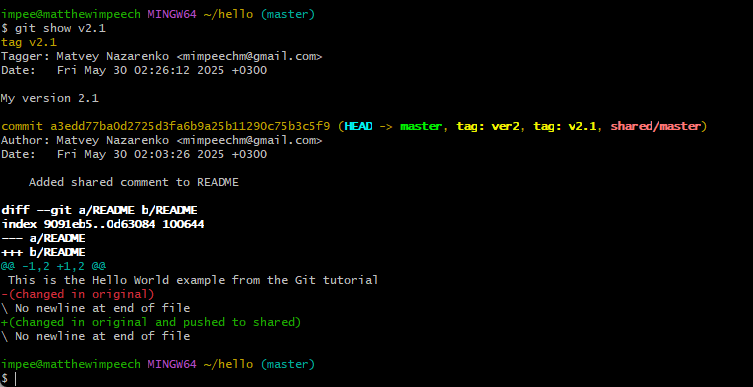 impee@matthewimpeech MINGW64 ~/hello (master)
$ git show v2.1
tag v2.1
Tagger: Matvey Nazarenko <mimpeechm@gmail.com>
Date:   Fri May 30 02:26:12 2025 +0300

My version 2.1

commit a3edd77ba0d2725d3fa6b9a25b11290c75b3c5f9 (HEAD -> master, tag: ver2, tag: v2.1, shared/master)
Author: Matvey Nazarenko <mimpeechm@gmail.com>
Date:   Fri May 30 02:03:26 2025 +0300

    Added shared comment to README

diff --git a/README b/README
index 9091eb5..0d63084 100644
--- a/README
+++ b/README
@@ -1,2 +1,2 @@
 This is the Hello World example from the Git tutorial
-(changed in original)
\ No newline at end of file
+(changed in original and pushed to shared)
\ No newline at end of file

impee@matthewimpeech MINGW64 ~/hello (master)
$